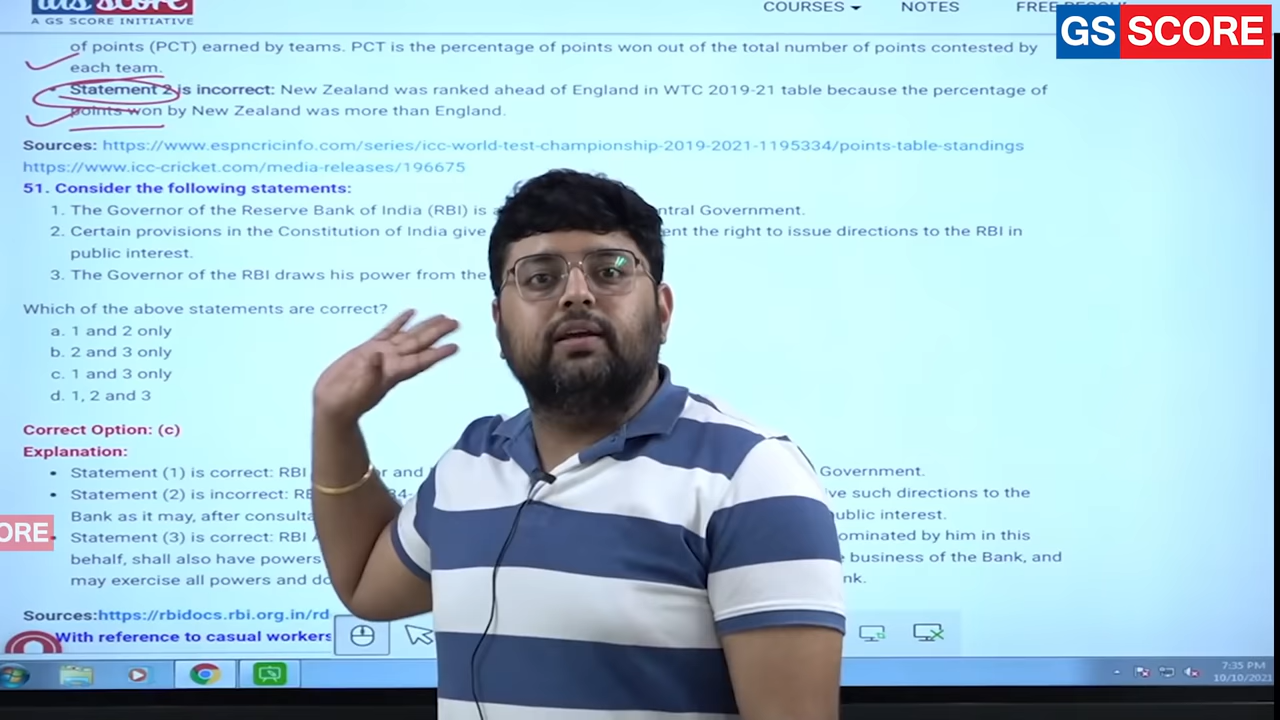 A GS SCORE INITIATIVE
COURSES
NOTES
GS SCORE
of points (PCT) earned by teams. PCT is the percentage of points won out of the total number of points contested by
each team.
• Statement 2 is incorrect: New Zealand was ranked ahead of England in WTC 2019-21 table because the percentage of
points won by New Zealand was more than England.
Sources: https://www.espncricinfo.com/series/icc-world-test-championship-2019-2021-1195334/points-table-standings
https://www.icc-cricket.com/media-releases/196675
51. Consider the following statements:
1. The Governor of the Reserve Bank of India (RBI) is Government.
2. Certain provisions in the Constitution of India give the right to issue directions to the RBI in
public interest.
3. The Governor of the RBI draws his power from the
Which of the above statements are correct?
a. 1 and 2 only
b. 2 and 3 only
c. 1 and 3 only
d. 1, 2 and 3
Correct Option: (c)
Explanation:
• Statement (1) is correct: RBI and Government.
• Statement (2) is incorrect: such directions to the
Bank as it may, after interest.
• Statement (3) is correct: RBI nominated by him in this
behalf, shall also have powers business of the Bank, and
may exercise all powers and
Sources:https://rbidocs.rbi.org.in/rd
With reference to casual workers
7:35 PM
10/10/2021